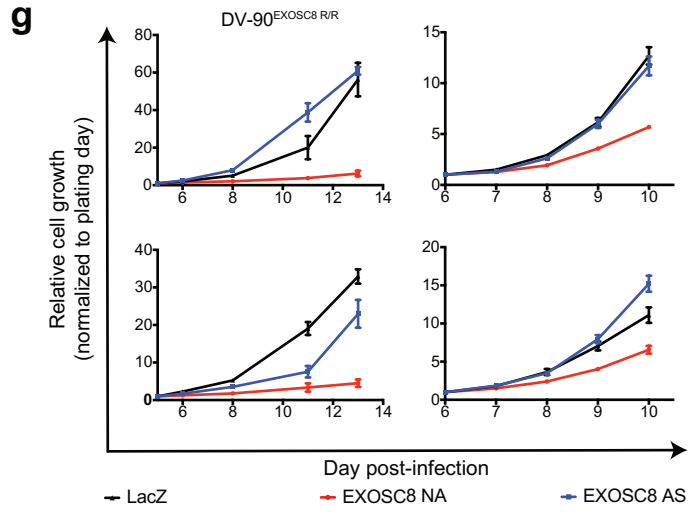 g
DV-90EXOSC8 R/R
60
40
20
0
6 8 10 12 14
15
10
5
0
6 7 8 9 10
40
30
20
10
0
6 8 10 12 14
20
15
10
5
0
6 7 8 9 10
Relative cell growth
(normalized to plating day)
Day post-infection
LacZ EXOSC8 NA EXOSC8 AS